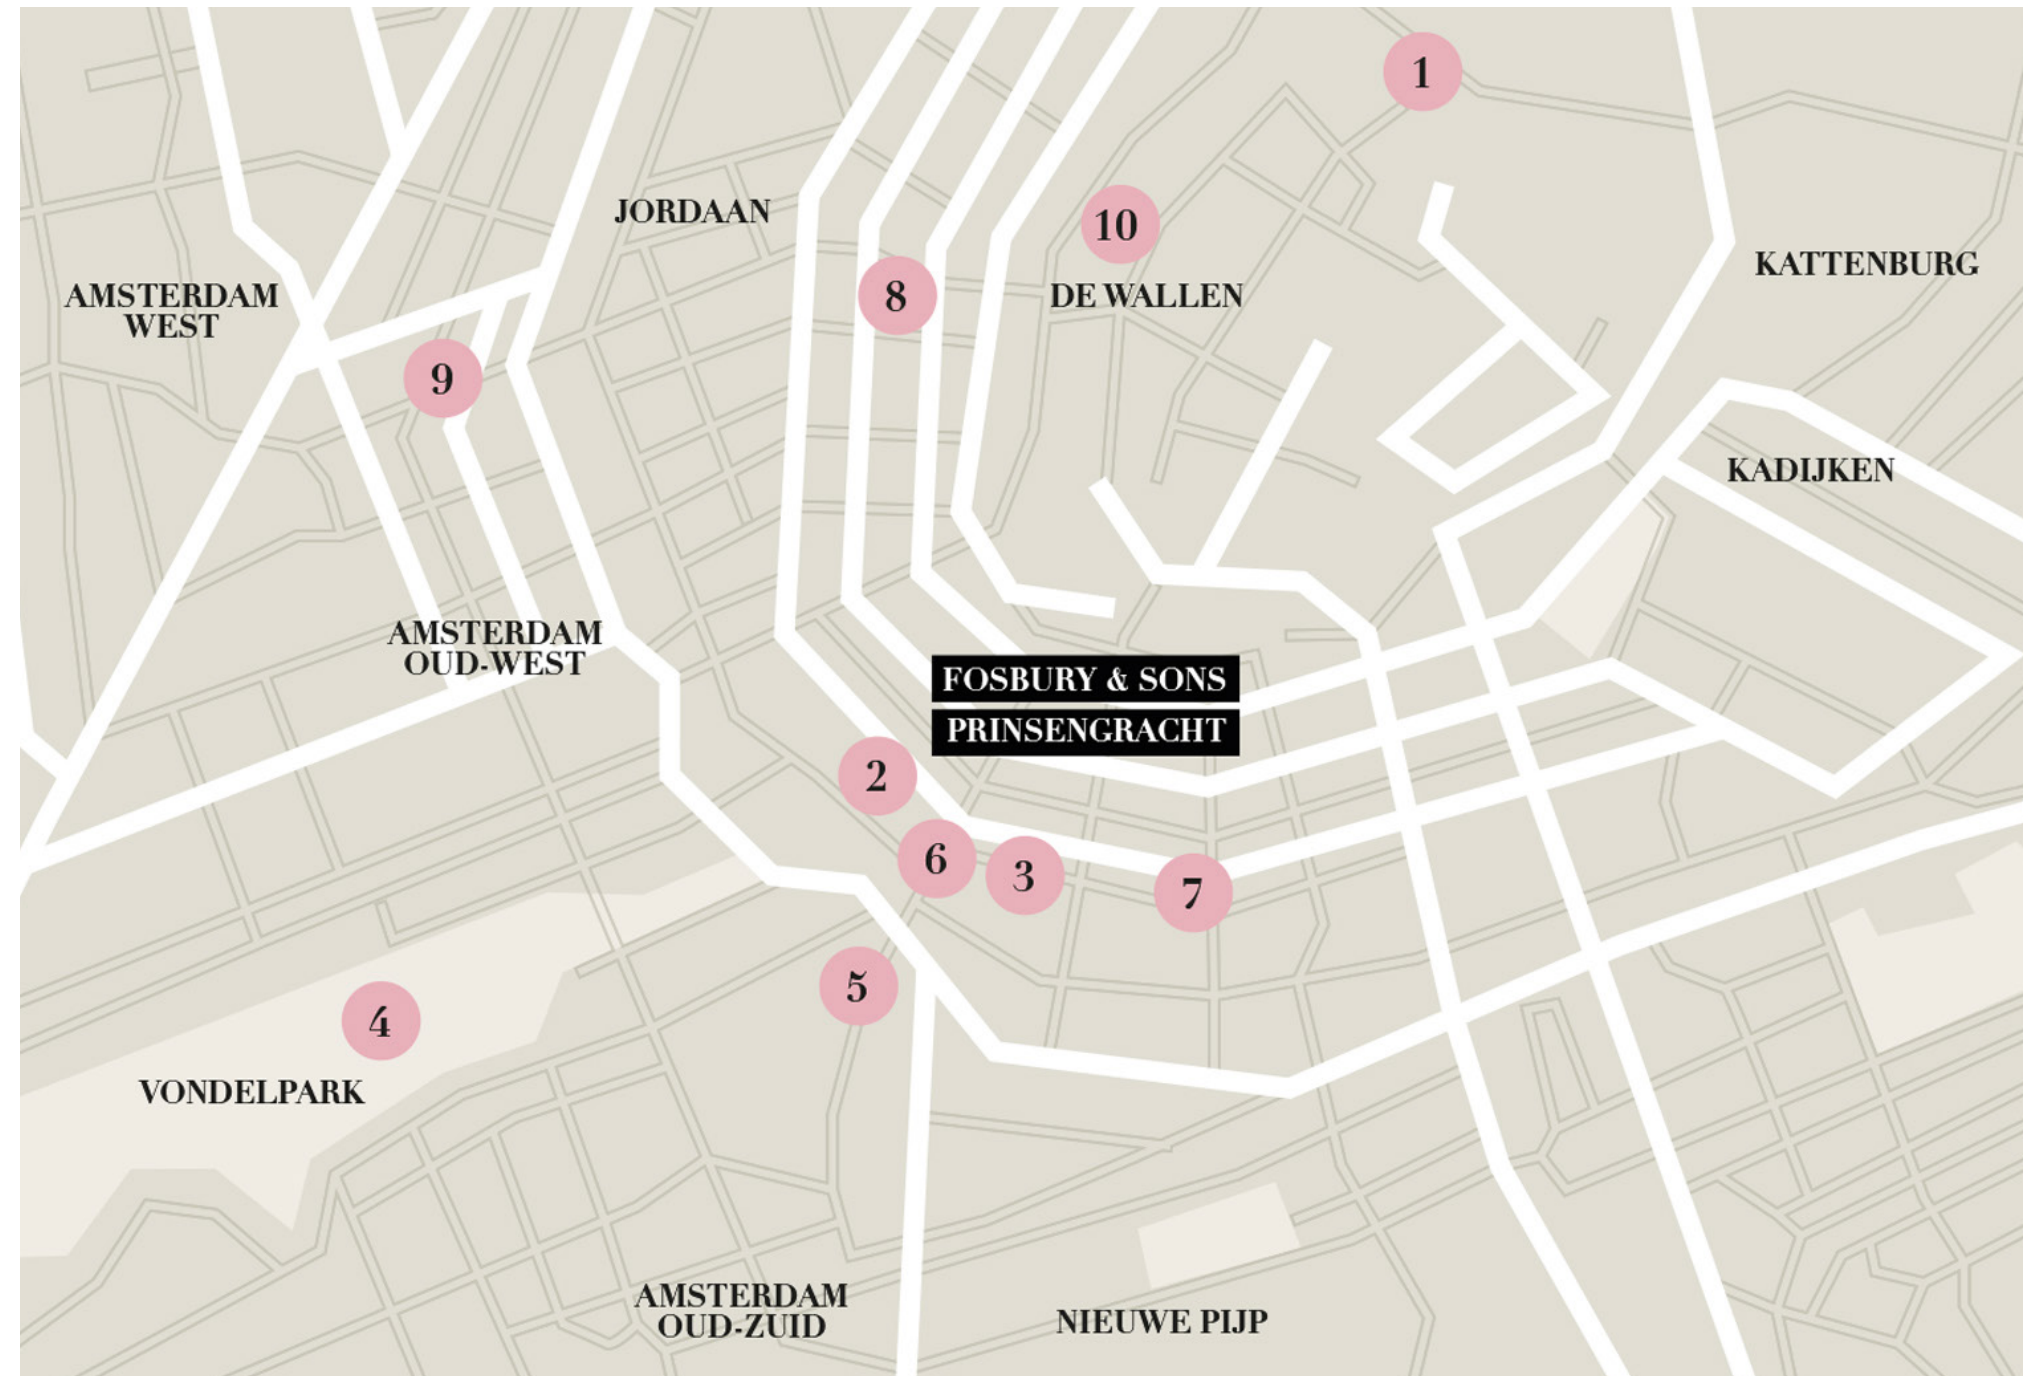 1
JORDAAN
10
KATTENBURG
AMSTERDAM
WEST
8
DE WALLEN
9
KADIJKEN
AMSTERDAM
OUD-WEST
FOSBURY & SONS
PRINSENGRACHT
2
6
3
7
5
4
VONDELPARK
AMSTERDAM
OUD-ZUID
NIEUWE PIJP